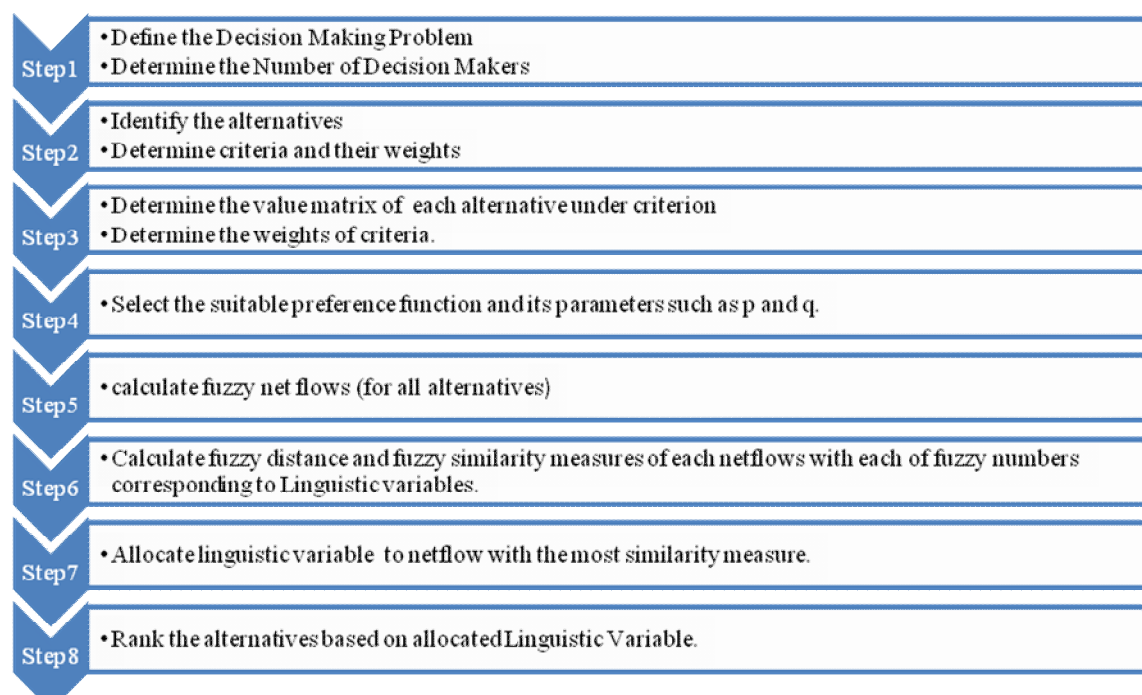 Step1
•Define the Decision Making Problem
•Determine the Number of Decision Makers
Step2
•Identify the alternatives
•Determine criteria and their weights
Step3
•Determine the value matrix of each alternative under criterion
•Determine the weights of criteria.
Step4
•Select the suitable preference function and its parameters such as p and q.
Step5
•calculate fuzzy net flows (for all alternatives)
Step6
•Calculate fuzzy distance and fuzzy similarity measures of each netflows with each of fuzzy numbers
corresponding to Linguistic variables.
Step7
•Allocate linguistic variable to netflow with the most similarity measure.
Step8
•Rank the alternatives based on allocated Linguistic Variable.